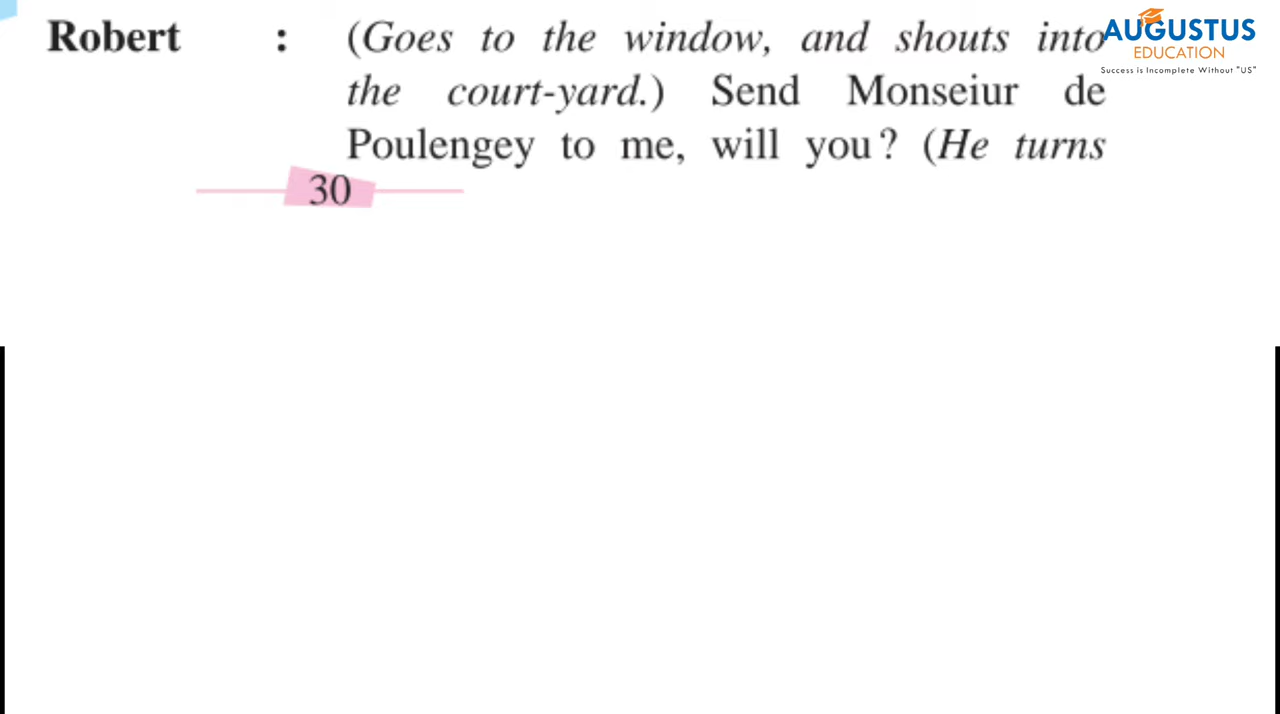 Robert : (Goes to the window, and shouts into
the court-yard.) Send Monseiur de
Poulengey to me, will you? (He turns
30
AUGUSTUS
EDUCATION
Success is Incomplete Without "US"